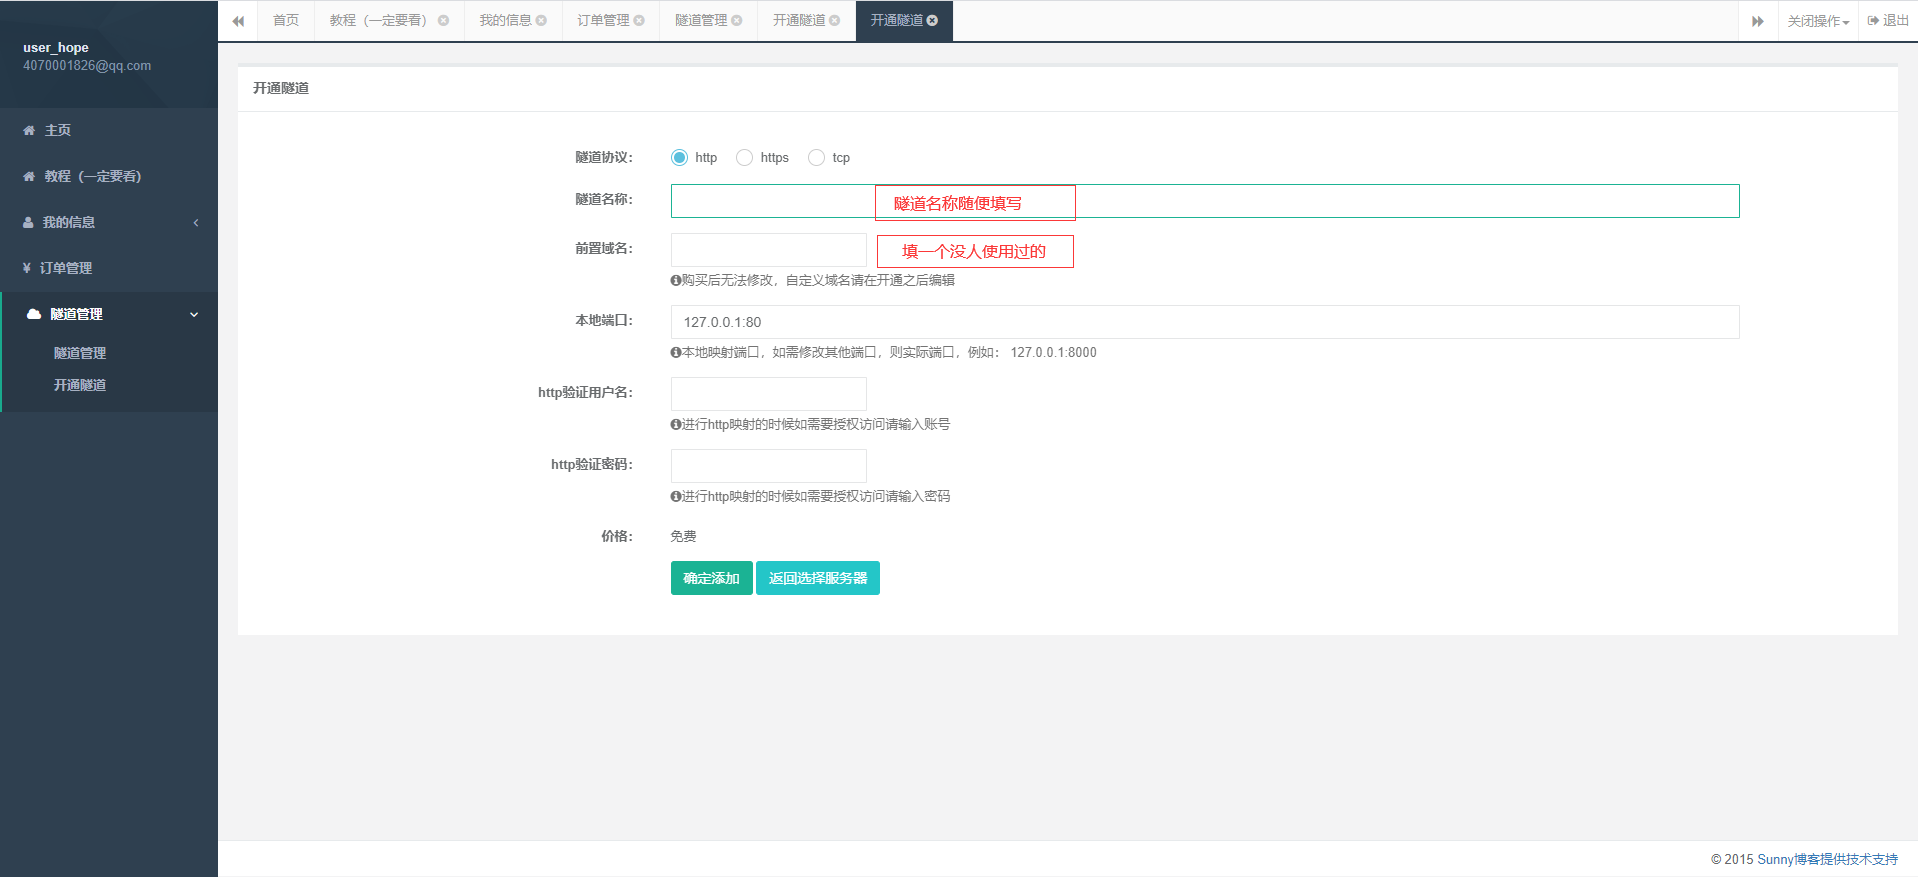 user_hope
4070001826@qq.com
主页
教程（一定要看）
我的信息
¥ 订单管理
隧道管理
隧道管理
开通隧道
首页 教程（一定要看） 我的信息 订单管理 隧道管理 开通隧道 开通隧道 关闭操作 退出
开通隧道
隧道协议： http https tcp
隧道名称： 隧道名称随便填写
前置域名： 填一个没人使用过的
购买后无法修改，自定义域名请在开通之后编辑
本地端口： 127.0.0.1:80
本地映射端口，如需修改其他端口，则实际端口，例如： 127.0.0.1:8000
http验证用户名：
进行http映射的时候如需要授权访问请输入账号
http验证密码：
进行http映射的时候如需要授权访问请输入密码
价格： 免费
确定添加 返回选择服务器
© 2015 Sunny博客提供技术支持